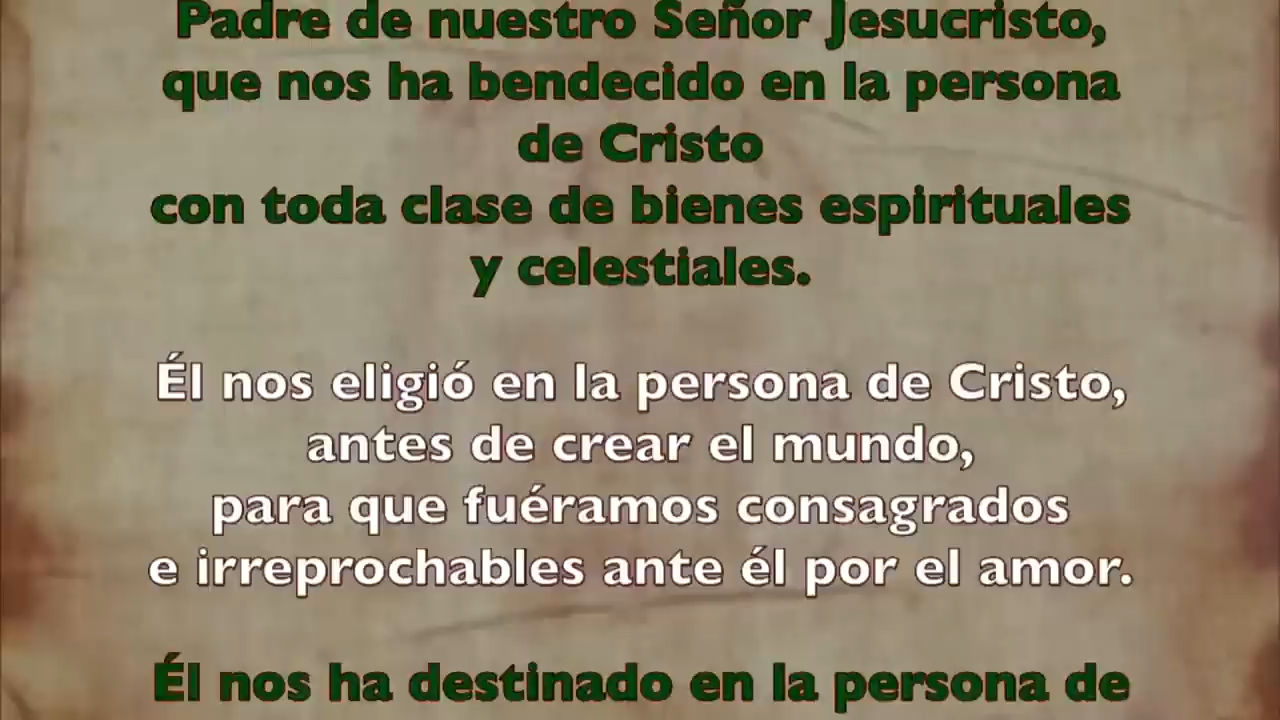 Padre de nuestro Señor Jesucristo,
que nos ha bendecido en la persona
de Cristo
con toda clase de bienes espirituales
y celestiales.
Él nos eligió en la persona de Cristo,
antes de crear el mundo,
para que fuéramos consagrados
e irreprochables ante él por el amor.
Él nos ha destinado en la persona de